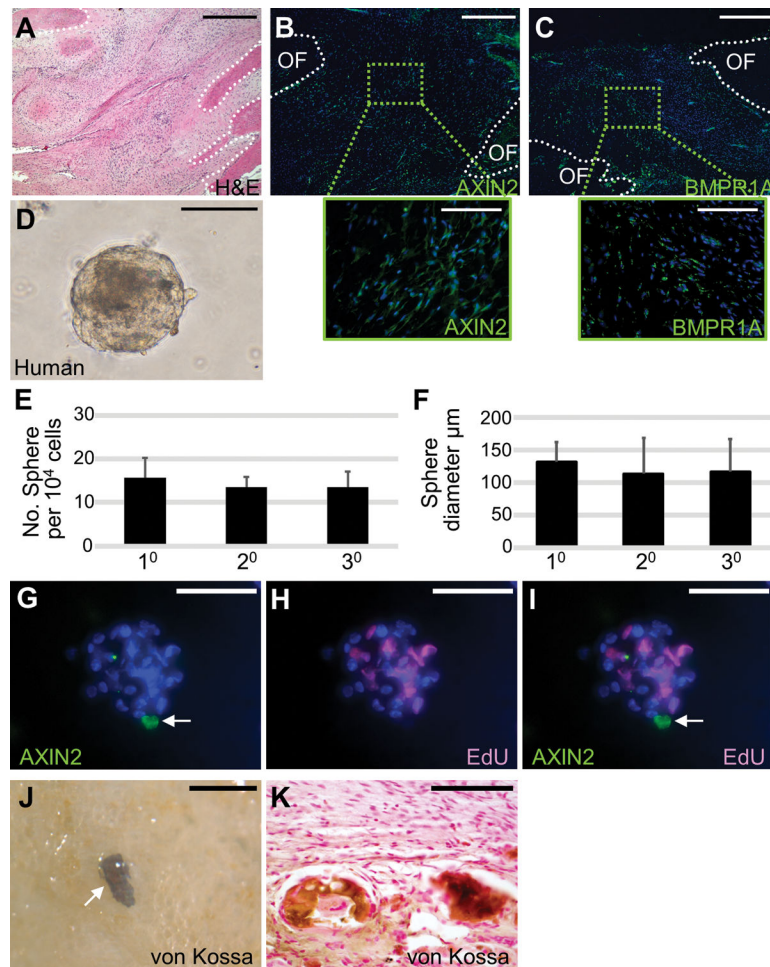 A
H&E
B
OF
OF
AXIN2
C
OF
OF
BMPR1A
AXIN2
BMPR1A
D
Human
E
No. Sphere
per 10⁴ cells
30
20
10
0
1⁰
2⁰
3⁰
F
Sphere
diameter µm
200
150
100
50
0
1⁰
2⁰
3⁰
G
AXIN2
H
EdU
I
AXIN2
EdU
J
von Kossa
K
von Kossa